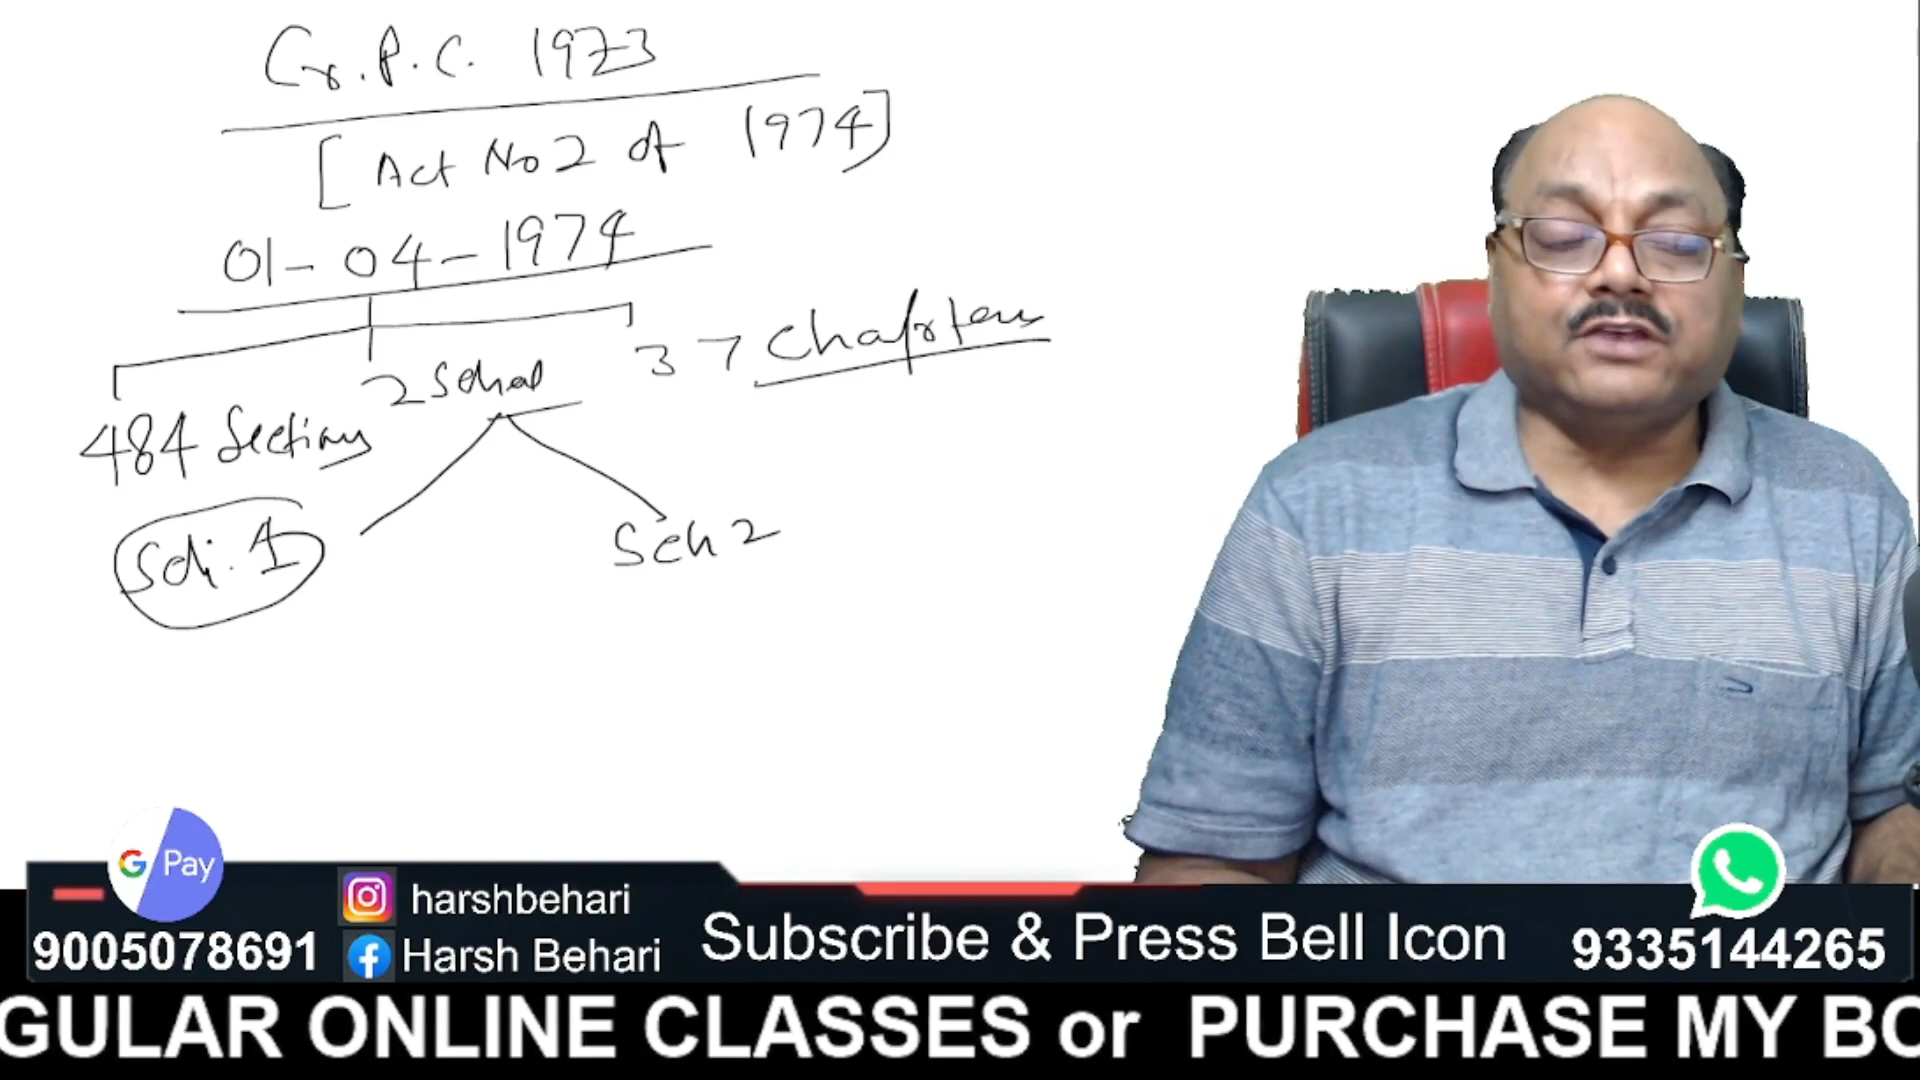 Cr. P. C. 1973
[Act No 2 of 1974]
01-04-1974
484 Sections
2 Sched
37 Chapters
Sch. 1
Sch 2
G Pay
9005078691
harshbehari
Harsh Behari
Subscribe & Press Bell Icon
9335144265
GULAR ONLINE CLASSES or PURCHASE MY BO